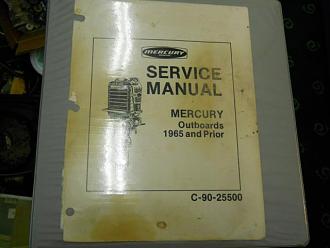 MERCURY
SERVICE
MANUAL
MERCURY
Outboards
1965 and Prior
C-90-25500